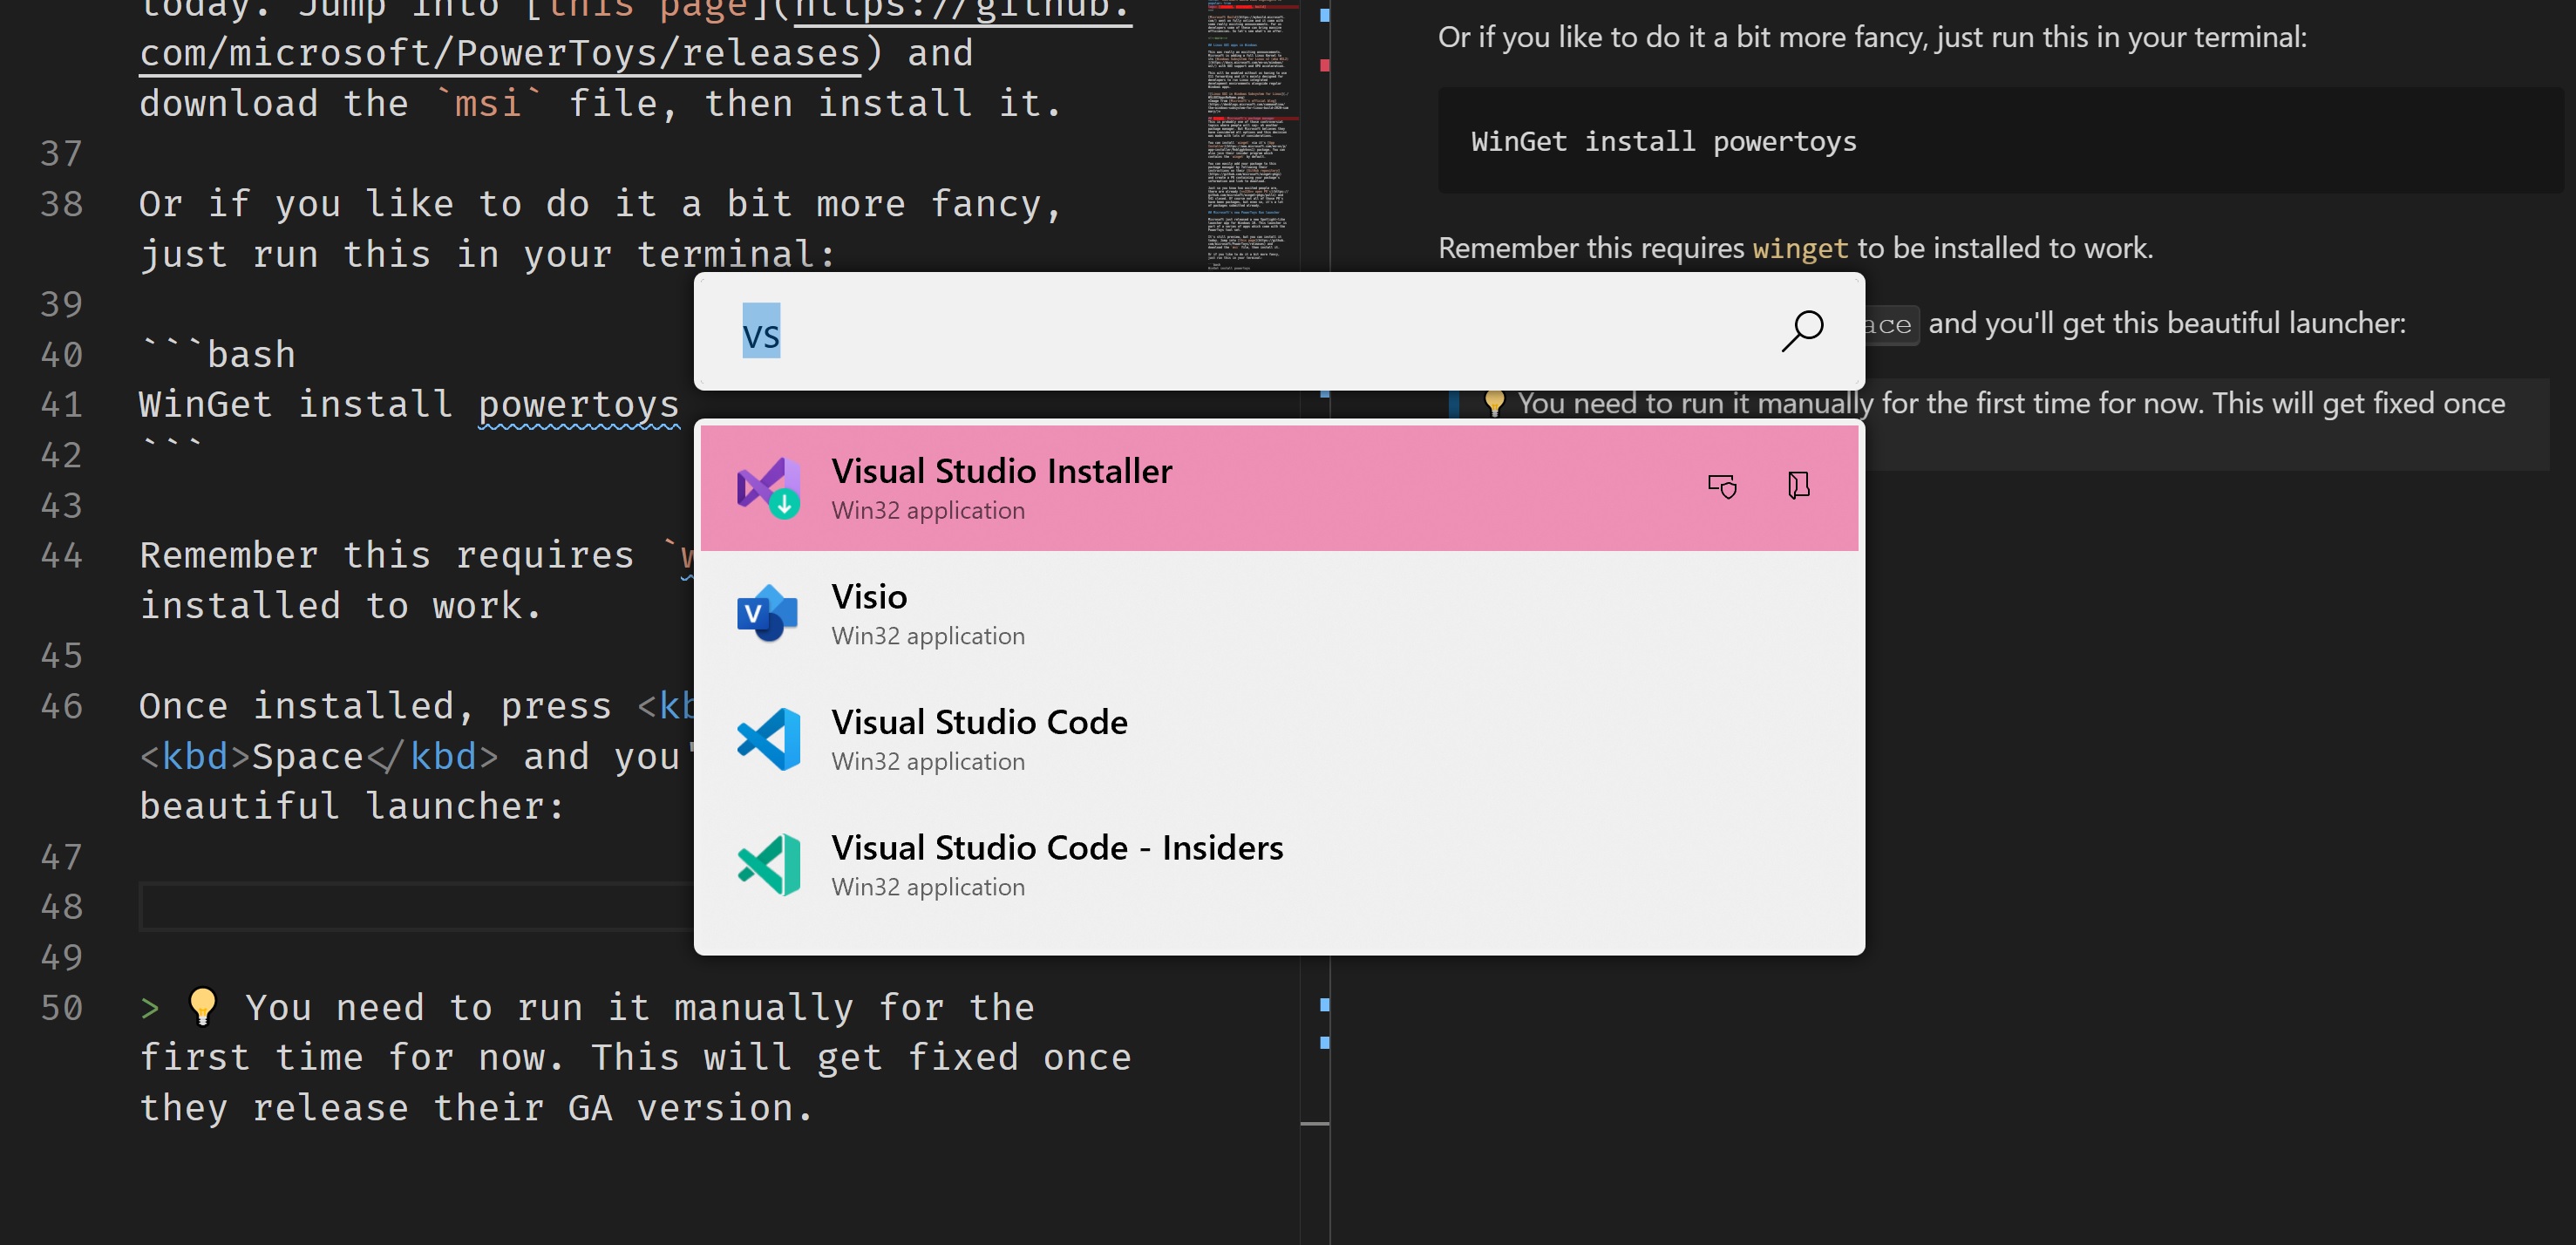 today. Jump into [this page](https://github.
com/microsoft/PowerToys/releases) and
download the `msi` file, then install it.
37
38 Or if you like to do it a bit more fancy,
just run this in your terminal:
39
40 ```bash
41 WinGet install powertoys
42 ```
43
44 Remember this requires `w
installed to work.
45
46 Once installed, press <kb
<kbd>Space</kbd> and you'
beautiful launcher:
47
48
49
50 > 💡 You need to run it manually for the
first time for now. This will get fixed once
they release their GA version.
Or if you like to do it a bit more fancy, just run this in your terminal:
WinGet install powertoys
Remember this requires winget to be installed to work.
ace and you'll get this beautiful launcher:
💡 You need to run it manually for the first time for now. This will get fixed once
vs
Visual Studio Installer
Win32 application
Visio
Win32 application
Visual Studio Code
Win32 application
Visual Studio Code - Insiders
Win32 application